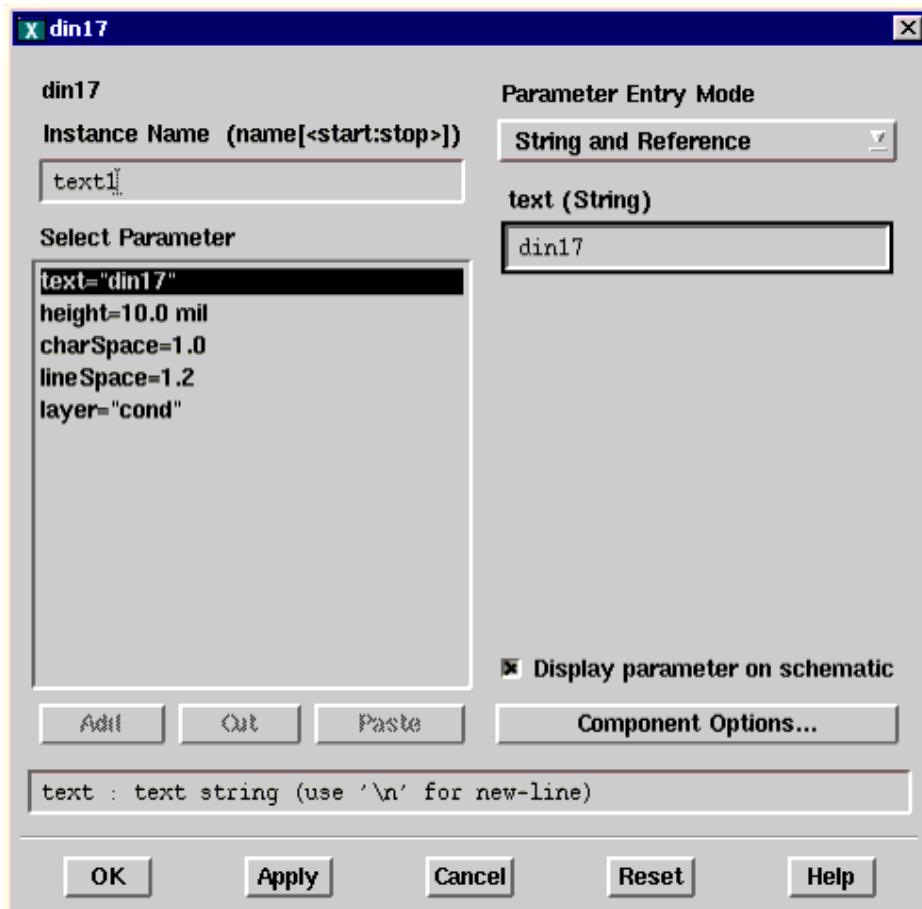 X din17
din17
Instance Name (name[<start:stop>])
text1
Select Parameter
text="din17"
height=10.0 mil
charSpace=1.0
lineSpace=1.2
layer="cond"
Add Cut Paste
Parameter Entry Mode
String and Reference
text (String)
din17
Display parameter on schematic
Component Options...
text : text string (use '\n' for new-line)
OK Apply Cancel Reset Help